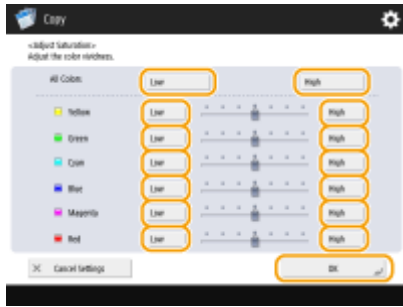 Copy
<Adjust Saturation>
Adjust the color vividness.
All Colors Low High
Yellow Low High
Green Low High
Cyan Low High
Blue Low High
Magenta Low High
Red Low High
Cancel Settings OK